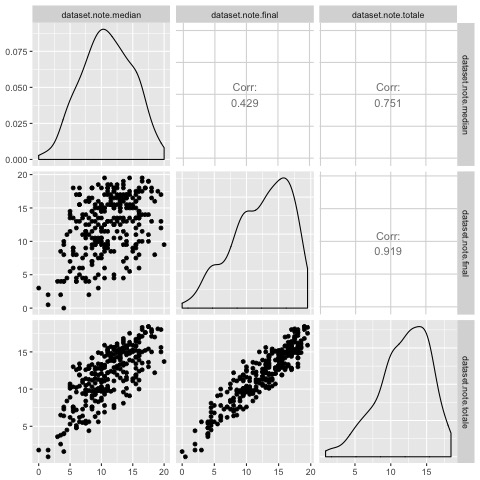 dataset.note.median
dataset.note.final
dataset.note.totale
0.075
0.050
0.025
0.000
Corr:
0.429
Corr:
0.751
dataset.note.median
20
15
10
5
0
Corr:
0.919
dataset.note.final
15
10
5
dataset.note.totale
0 5 10 15 20
0 5 10 15 20
5 10 15